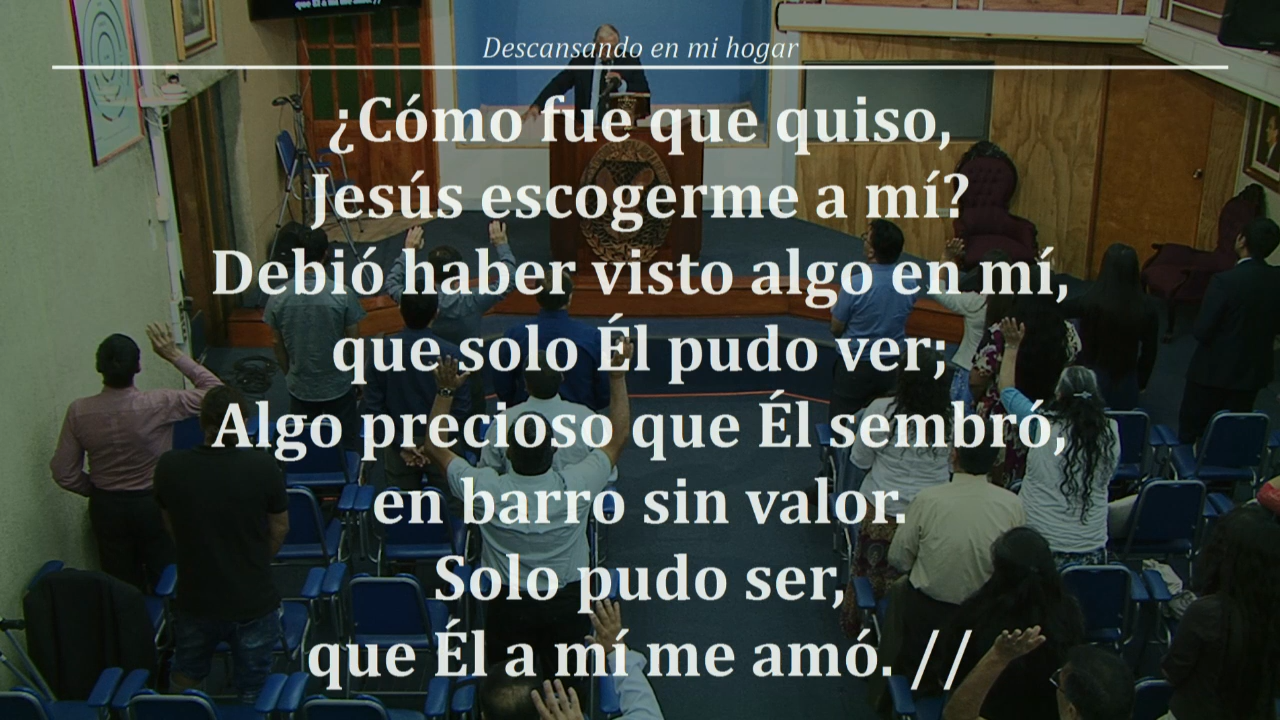 Descansando en mi hogar
¿Cómo fue que quiso,
Jesús escogerme a mí?
Debió haber visto algo en mí,
que solo Él pudo ver;
Algo precioso que Él sembró,
en barro sin valor.
Solo pudo ser,
que Él a mí me amó. //